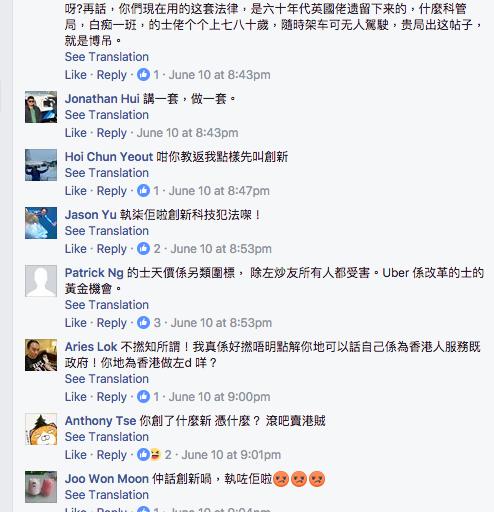 呀?再話，你們現在用的这套法律，是六十年代英國佬遺留下來的，什麼科管
局，白痴一班，的士佬个个上七八十歲，隨時架车可无人駕駛，贵局出这帖子，
就是博吊。
See Translation
Like · Reply · 1 · June 10 at 8:43pm
Jonathan Hui 講一套，做一套。
See Translation
Like · Reply · June 10 at 8:43pm
Hoi Chun Yeout 咁你教返我點樣先叫創新
See Translation
Like · Reply · 1 · June 10 at 8:47pm
Jason Yu 執柒佢啦創新科技犯法㗎！
See Translation
Like · Reply · 2 · June 10 at 8:53pm
Patrick Ng 的士天價係另類圍標， 除左炒友所有人都受害。Uber 係改革的士的
黃金機會。
See Translation
Like · Reply · 3 · June 10 at 8:53pm
Aries Lok 不撚知所謂！我真係好撚唔明點解你地可以話自己係為香港人服務既
政府！你地為香港做左d 咩？
See Translation
Like · Reply · 1 · June 10 at 9:00pm
Anthony Tse 你創了什麼新 憑什麼？ 滾吧賣港賊
See Translation
Like · Reply · 2 · June 10 at 9:01pm
Joo Won Moon 仲話創新喎，執咗佢啦
See Translation
Like · Reply · 1 · June 10 at 9:04pm